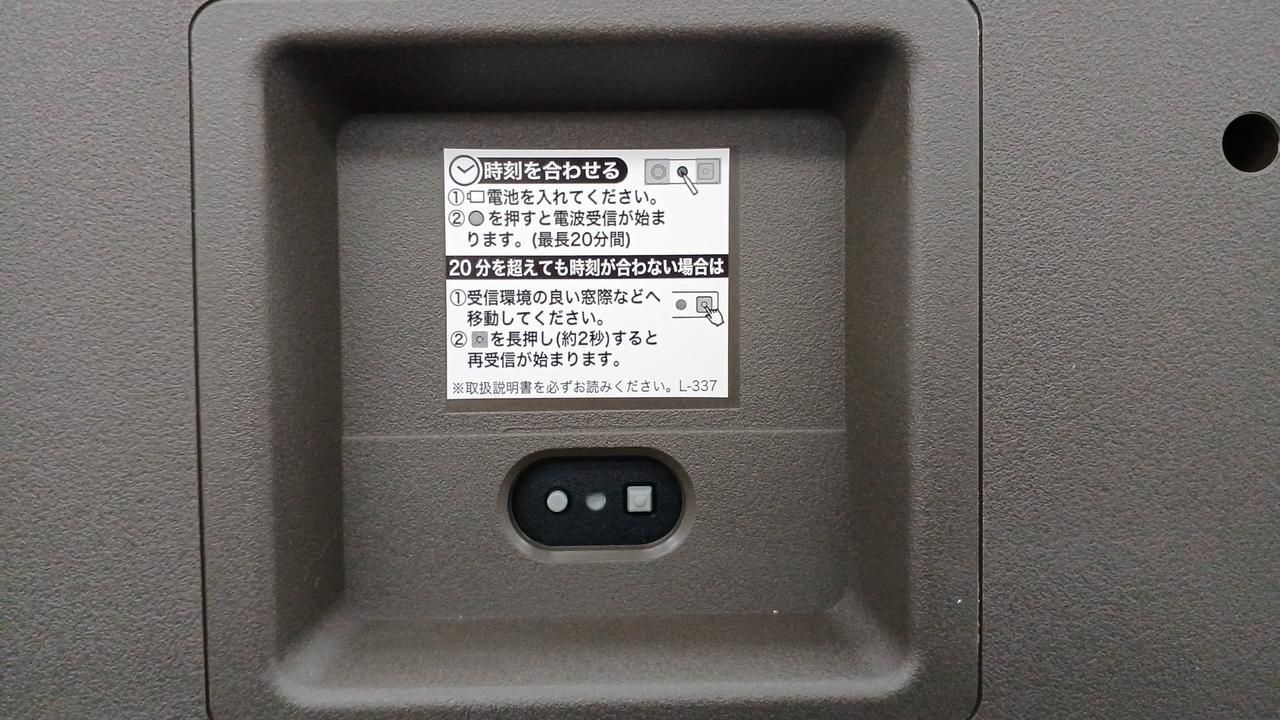 時刻を合わせる
①電池を入れてください。
②●を押すと電波受信が始ま
ります。(最長20分間)
20分を超えても時刻が合わない場合は
①受信環境の良い窓際などへ
移動してください。
②を長押し(約2秒)すると
再受信が始まります。
※取扱説明書を必ずお読みください。L-337